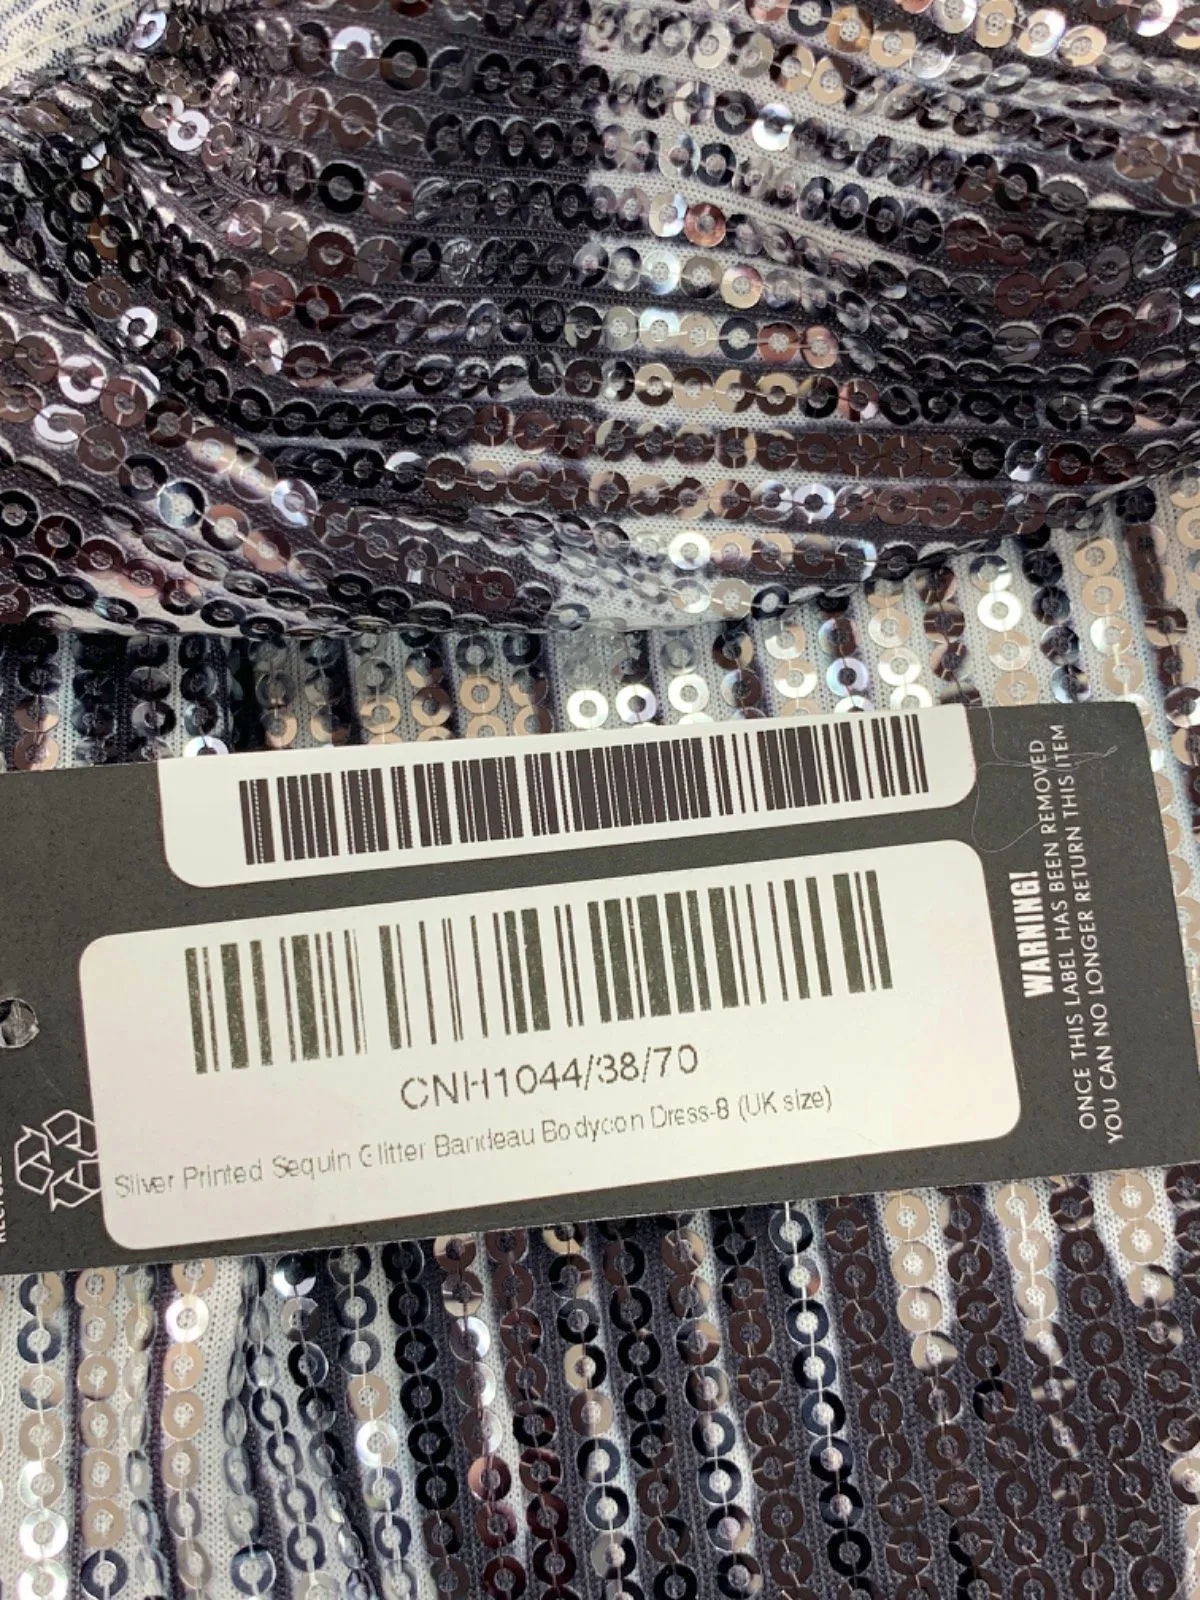 CNH1044/38/70
Silver Printed Sequin Glitter Bandeau Bodycon Dress-8 (UK size)
WARNING!
ONCE THIS LABEL HAS BEEN REMOVED
YOU CAN NO LONGER RETURN THIS ITEM